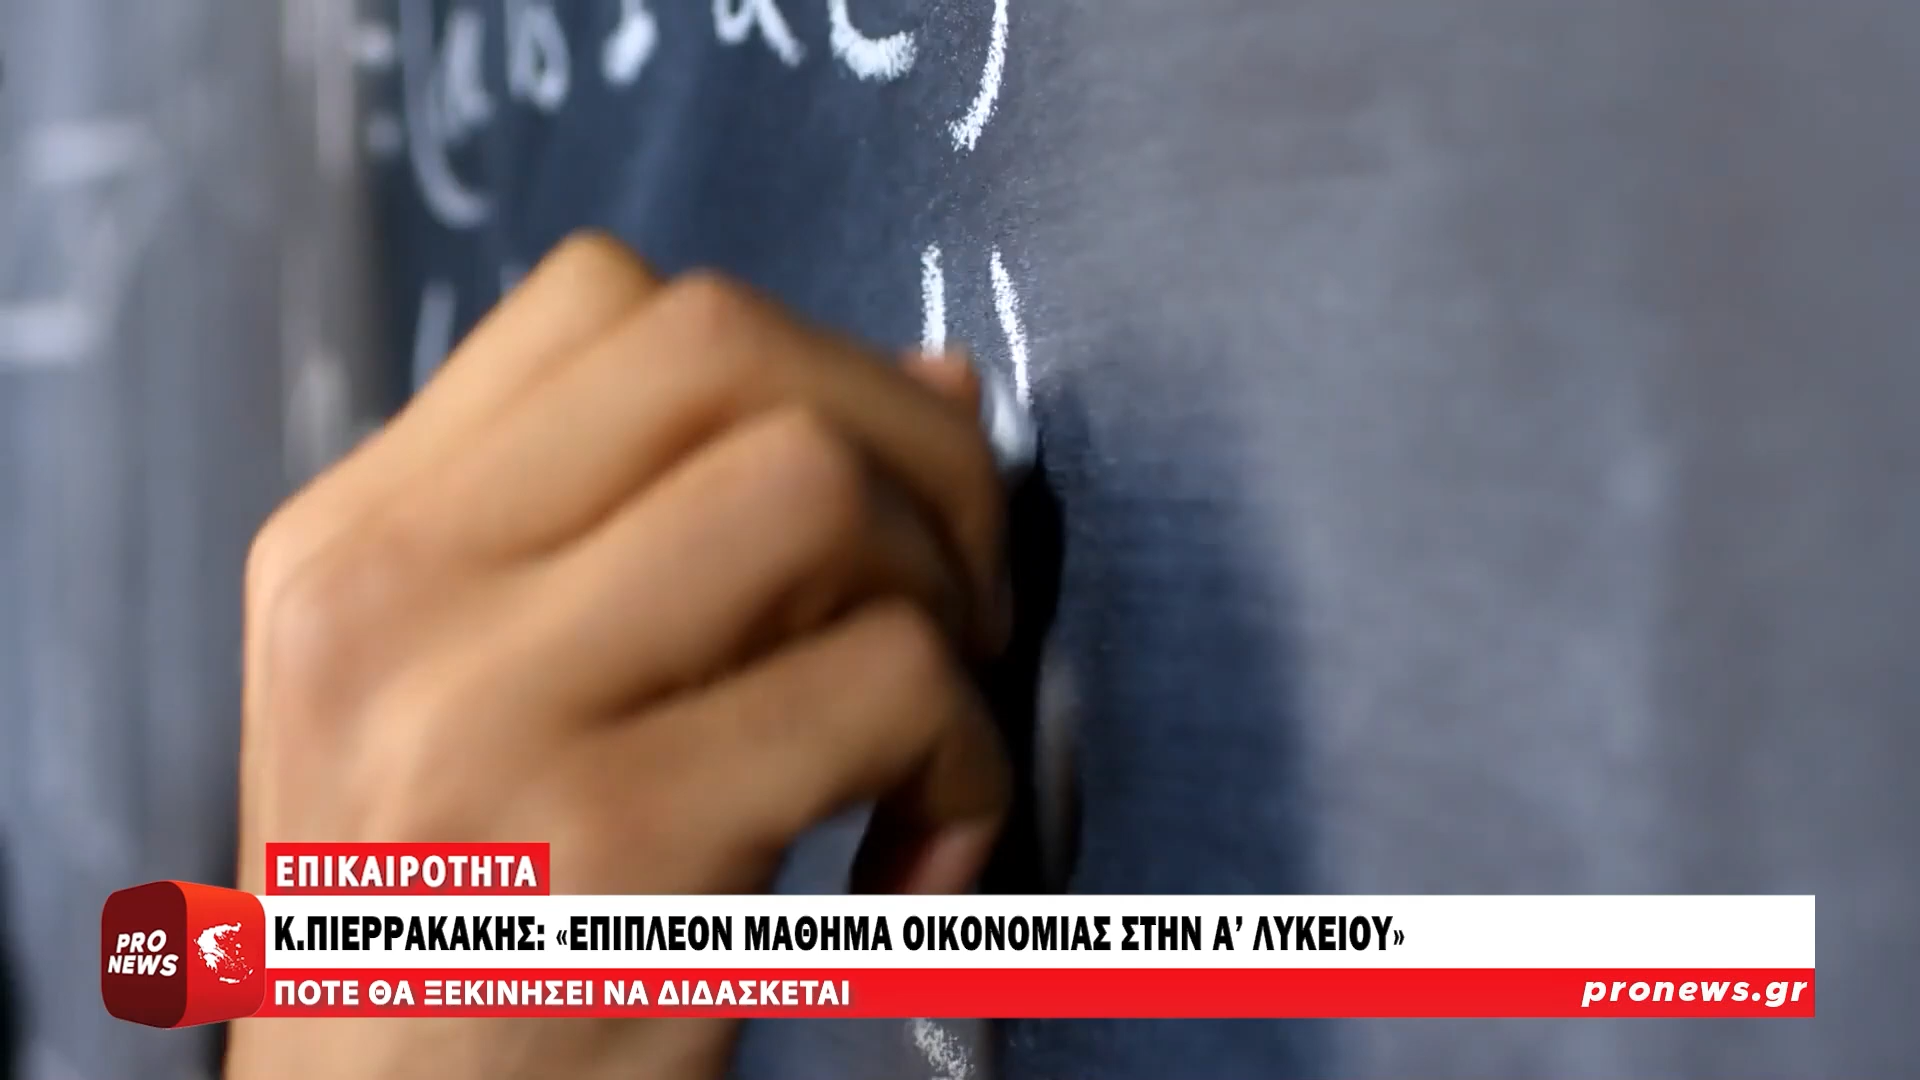 ΕΠΙΚΑΙΡΟΤΗΤΑ
Κ.ΠΙΕΡΡΑΚΑΚΗΣ: «ΕΠΙΠΛΕΟΝ ΜΑΘΗΜΑ ΟΙΚΟΝΟΜΙΑΣ ΣΤΗΝ Α’ ΛΥΚΕΙΟΥ»
PRO
NEWS
ΠΟΤΕ ΘΑ ΞΕΚΙΝΗΣΕΙ ΝΑ ΔΙΔΑΣΚΕΤΑΙ
pronews.gr